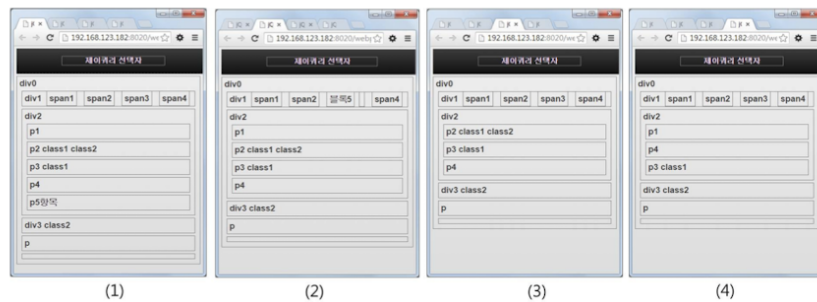 192.168.123.182:8020/we
제이쿼리 선택자
div0
div1 span1 span2 span3 span4
div2
p1
p2 class1 class2
p3 class1
p4
p5항목
div3 class2
p
(1)
192.168.123.182:8020/web
제이쿼리 선택자
div0
div1 span1 span2 블록5 span4
div2
p1
p2 class1 class2
p3 class1
p4
div3 class2
p
(2)
192.168.123.182:8020/we
제이쿼리 선택자
div0
div1 span1 span2 span3 span4
div2
p2 class1 class2
p3 class1
p4
div3 class2
p
(3)
192.168.123.182:8020/we
제이쿼리 선택자
div0
div1 span1 span2 span3 span4
div2
p1
p4
p3 class1
div3 class2
p
(4)